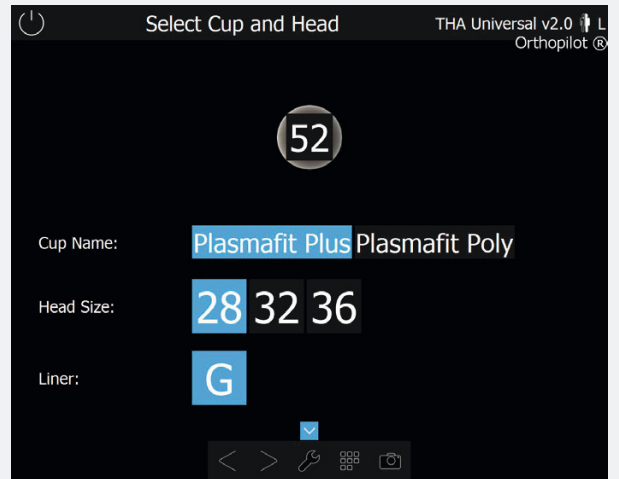 Select Cup and Head
THA Universal v2.0 L
Orthopilot ®
52
Cup Name: Plasmafit Plus Plasmafit Poly
Head Size: 28 32 36
Liner: G